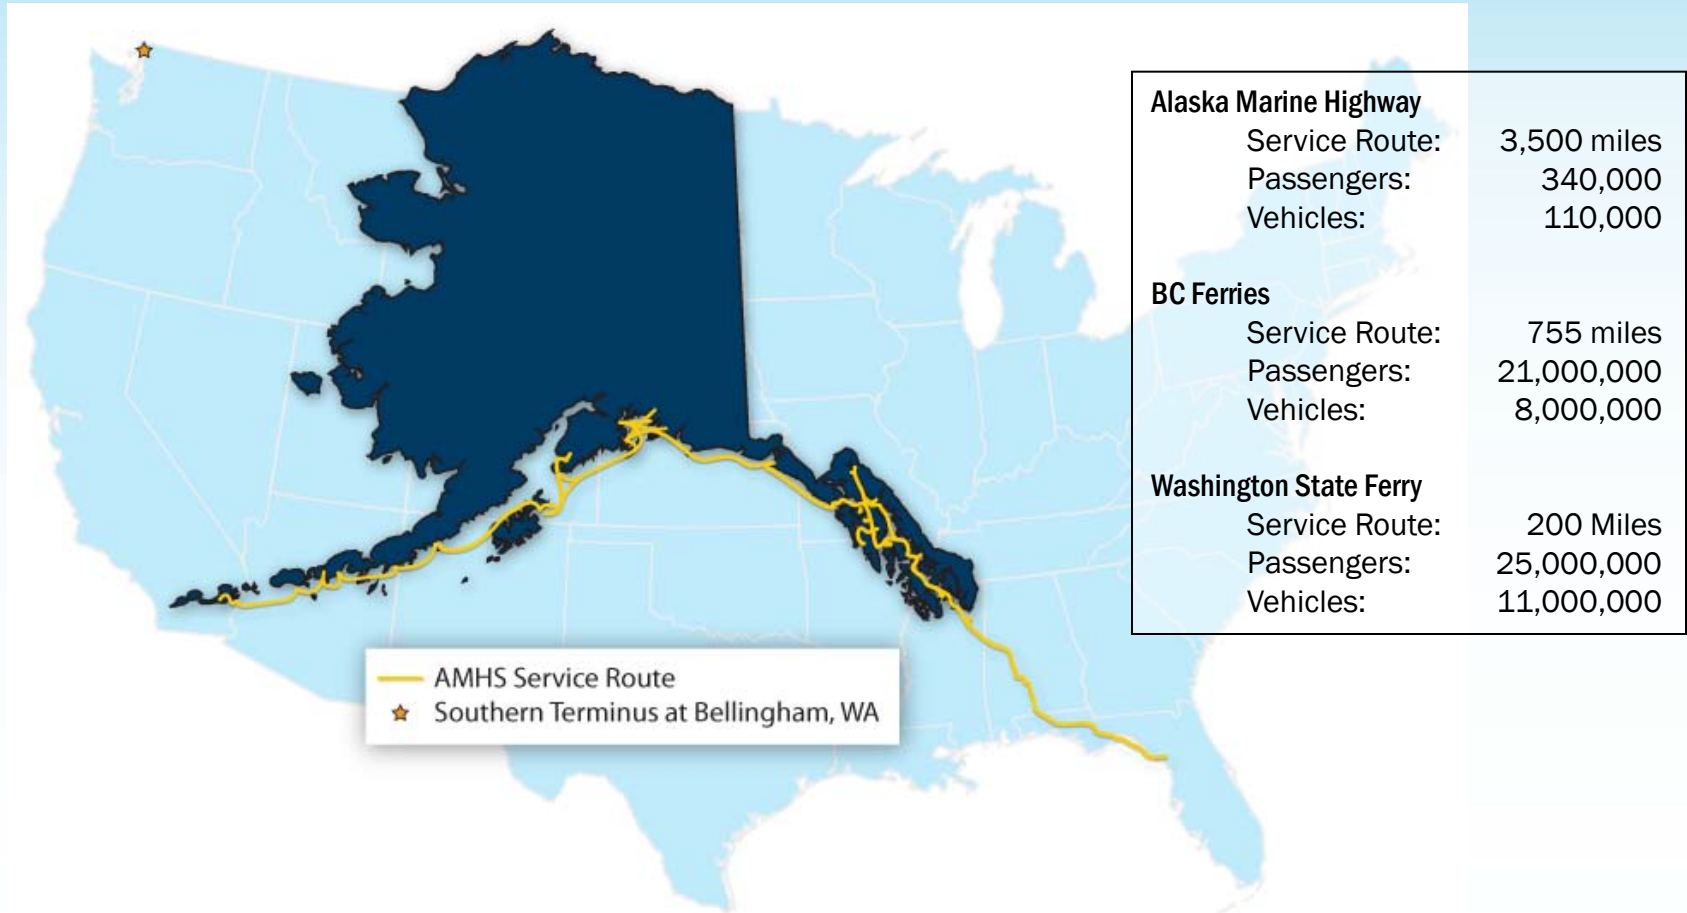 Alaska Marine Highway
Service Route: 3,500 miles
Passengers: 340,000
Vehicles: 110,000
BC Ferries
Service Route: 755 miles
Passengers: 21,000,000
Vehicles: 8,000,000
Washington State Ferry
Service Route: 200 Miles
Passengers: 25,000,000
Vehicles: 11,000,000
AMHS Service Route
Southern Terminus at Bellingham, WA